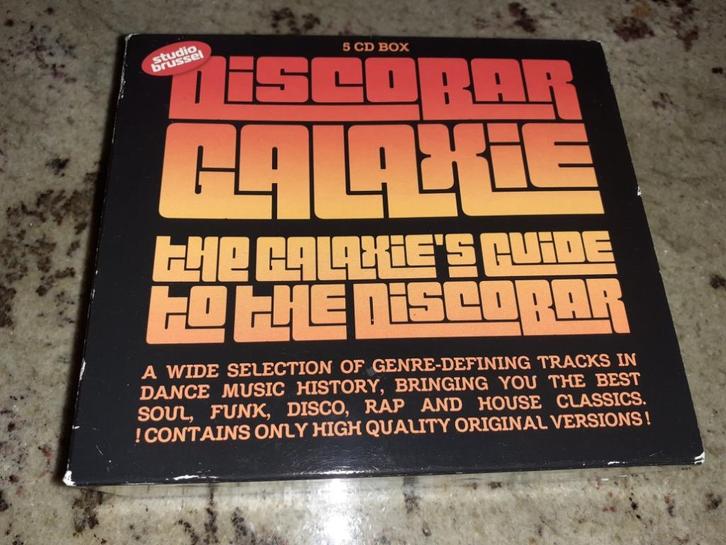 5 CD BOX
studio
brussel
DiSCOBAR
GALAXiE
tHe GALAXiE'S GUiDE
tO tHE DiSCOBAR
A WIDE SELECTION OF GENRE-DEFINING TRACKS IN
DANCE MUSIC HISTORY, BRINGING YOU THE BEST
SOUL, FUNK, DISCO, RAP AND HOUSE CLASSICS.
! CONTAINS ONLY HIGH QUALITY ORIGINAL VERSIONS !